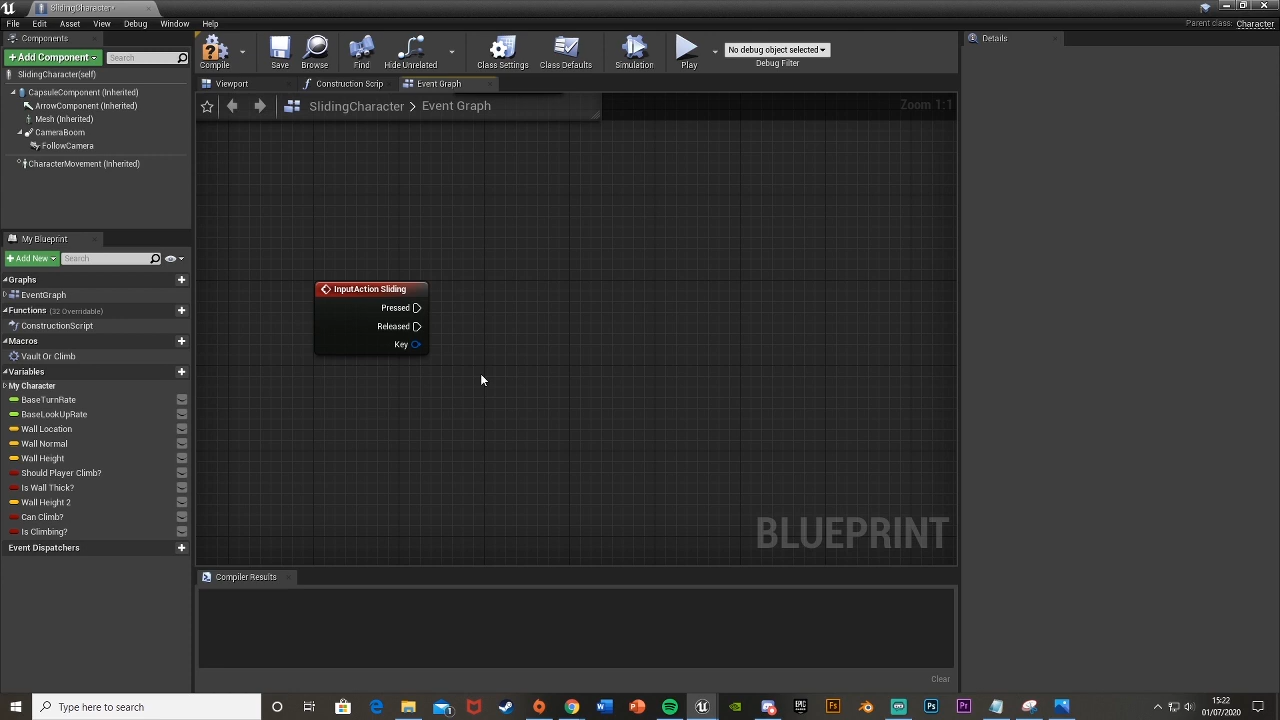 SlidingCharacter*
File Edit Asset View Debug Window Help
Parent class: Character
Components
+Add Component
Search
SlidingCharacter(self)
CapsuleComponent (Inherited)
ArrowComponent (Inherited)
Mesh (Inherited)
CameraBoom
FollowCamera
CharacterMovement (Inherited)
Compile
Save
Browse
Find
Hide Unrelated
Class Settings
Class Defaults
Simulation
Play
No debug object selected
Debug Filter
Viewport
Construction Scrip
Event Graph
SlidingCharacter > Event Graph
Zoom 1:1
InputAction Sliding
Pressed
Released
Key
BLUEPRINT
Details
My Blueprint
+Add New
Search
Graphs
EventGraph
Functions (32 Overridable)
ConstructionScript
Macros
Vault Or Climb
Variables
My Character
BaseTurnRate
BaseLookUpRate
Wall Location
Wall Normal
Wall Height
Should Player Climb?
Is Wall Thick?
Wall Height 2
Can Climb?
Is Climbing?
Event Dispatchers
Compiler Results
Clear
Type here to search
15:22
01/07/2020